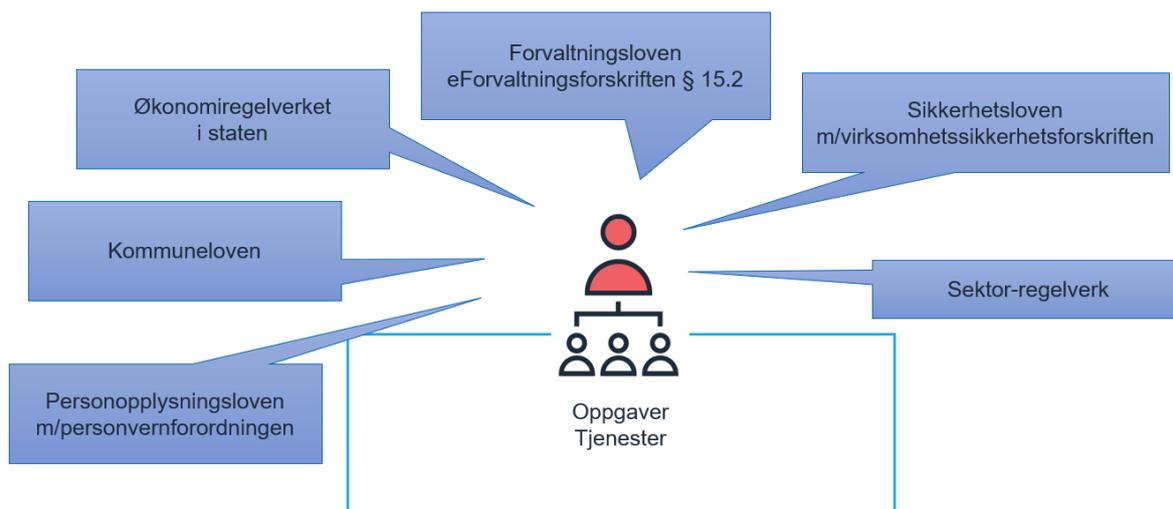 Forvaltningsloven
eForvaltningsforskriften § 15.2
Økonomiregelverket
i staten
Sikkerhetsloven
m/virksomhetssikkerhetsforskriften
Kommuneloven
Sektor-regelverk
Personopplysningsloven
m/personvernforordningen
Oppgaver
Tjenester